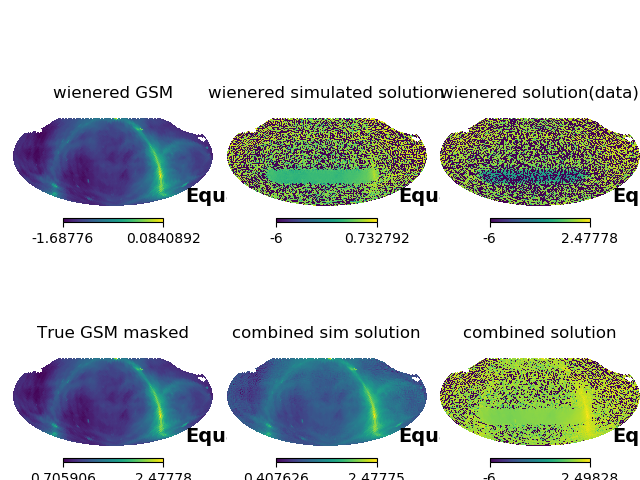 wienered GSM
wienered simulated solution
wienered solution(data)
Equ
Equ
Eq
-1.68776
0.0840892
-6
0.732792
-6
2.47778
True GSM masked
combined sim solution
combined solution
Equ
Equ
Eq
0.705906
2.47778
0.407626
2.47775
-6
2.49828